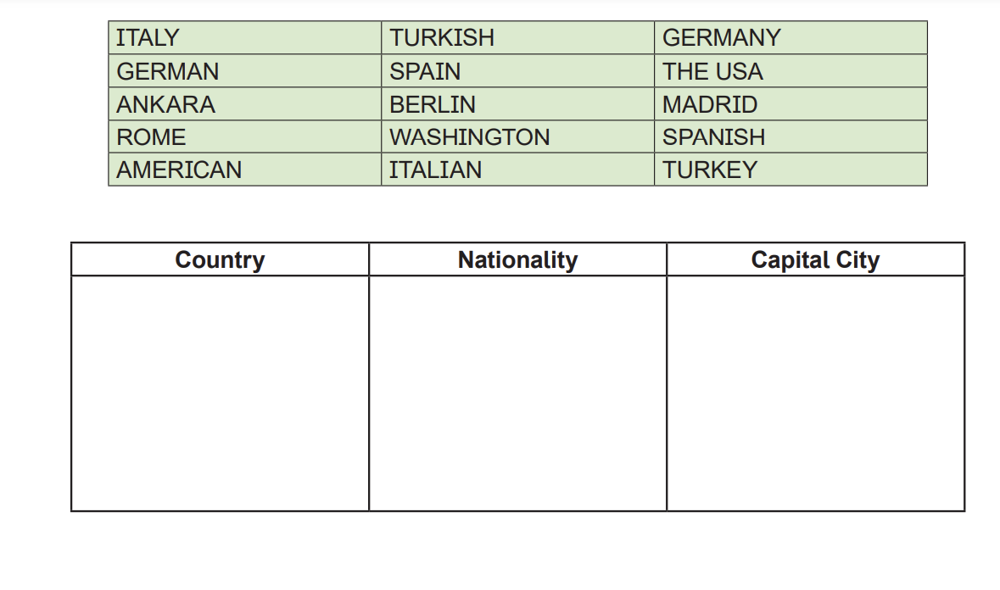 ITALY TURKISH GERMANY
GERMAN SPAIN THE USA
ANKARA BERLIN MADRID
ROME WASHINGTON SPANISH
AMERICAN ITALIAN TURKEY
Country Nationality Capital City